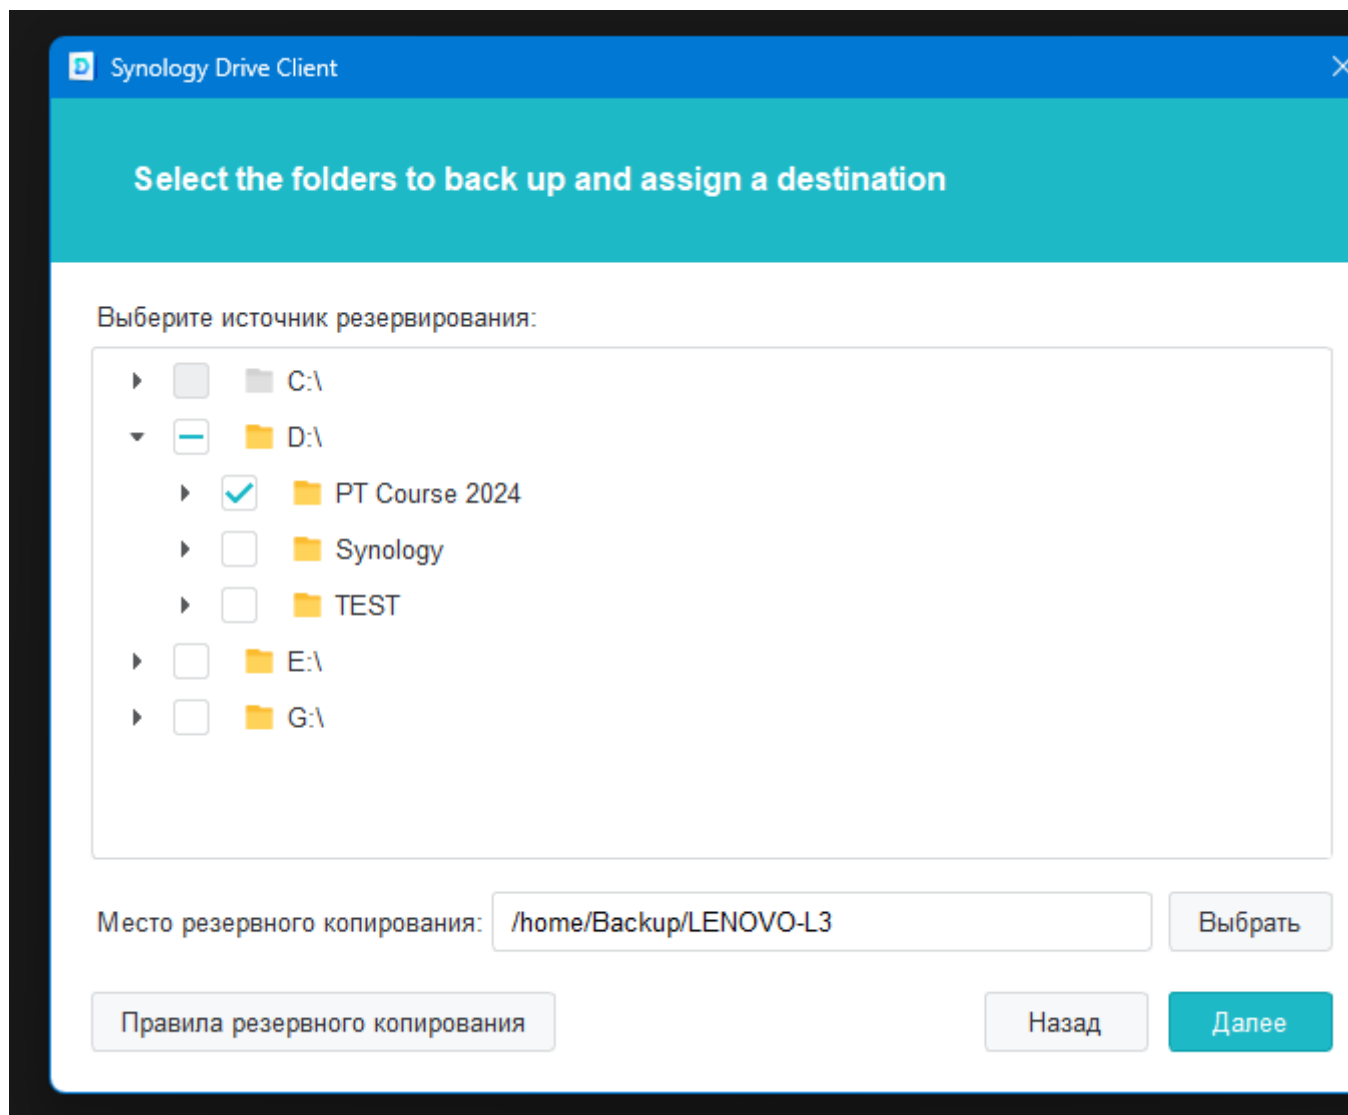 Synology Drive Client
Select the folders to back up and assign a destination
Выберите источник резервирования:
C:\
D:\
PT Course 2024
Synology
TEST
E:\
G:\
Место резервного копирования: /home/Backup/LENOVO-L3 Выбрать
Правила резервного копирования Назад Далее